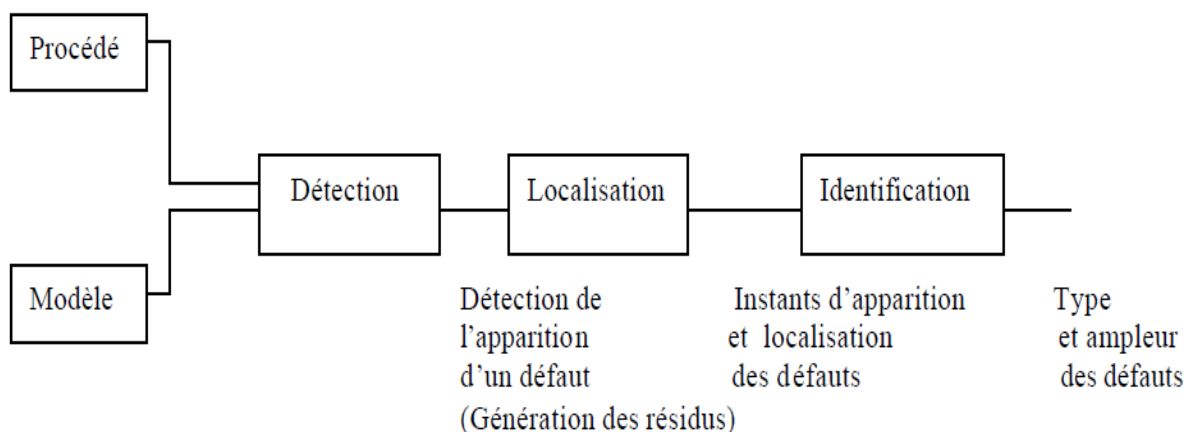 Procédé
Détection
Localisation
Identification
Modèle
Détection de
l’apparition
d’un défaut
(Génération des résidus)
Instants d’apparition
et localisation
des défauts
Type
et ampleur
des défauts